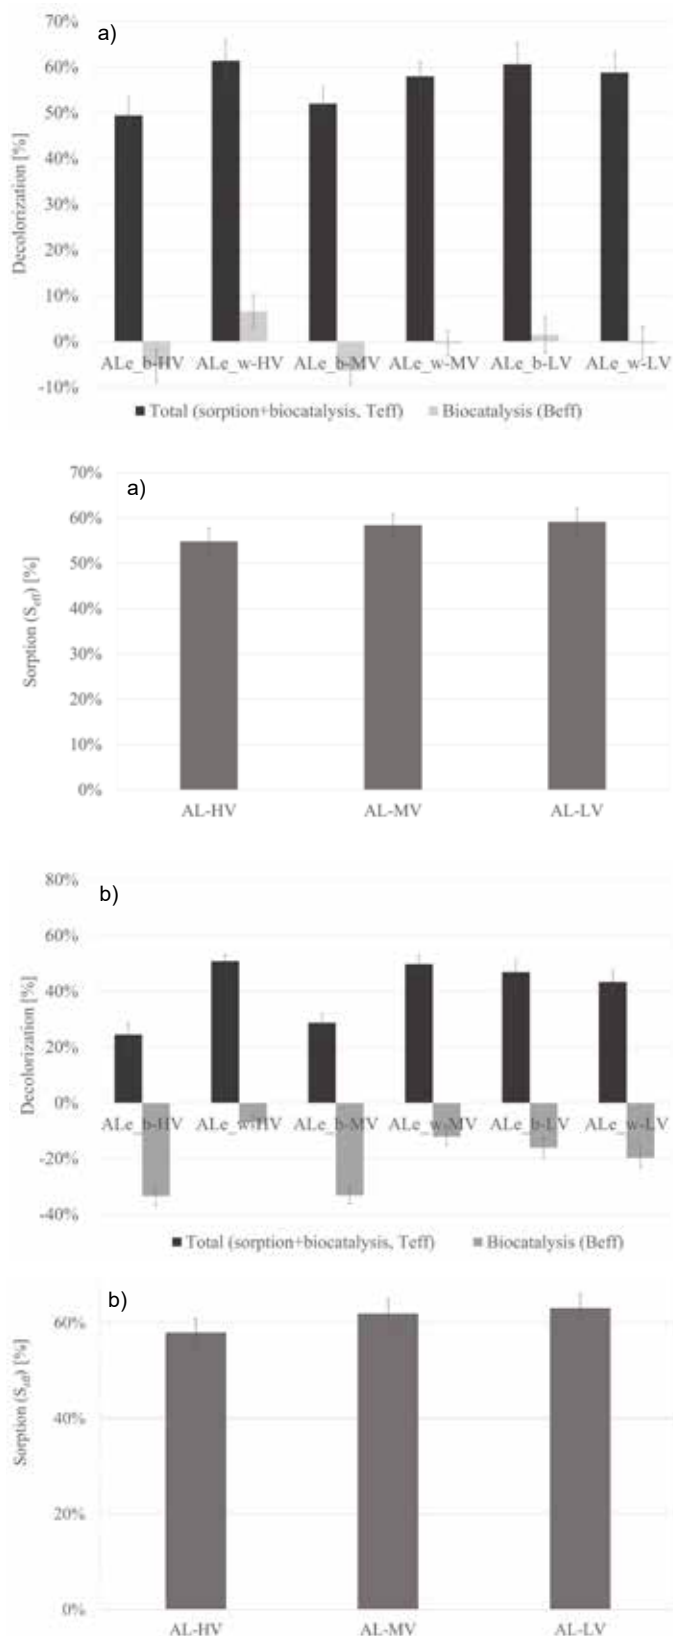 a)
70%
60%
50%
40%
30%
20%
10%
0%
-10%
Decolorization [%]
ALe_b-HV ALe_w-HV ALe_b-MV ALe_w-MV ALe_b-LV ALe_w-LV
Total (sorption+biocatalysis, Teff) Biocatalysis (Beff)
a)
70%
60%
50%
40%
30%
20%
10%
0%
Sorption (Seff) [%]
AL-HV AL-MV AL-LV
b)
80%
60%
40%
20%
0%
-20%
-40%
Decolorization [%]
ALe_b-HV ALe_w-HV ALe_b-MV ALe_w-MV ALe_b-LV ALe_w-LV
Total (sorption+biocatalysis, Teff) Biocatalysis (Beff)
b)
60%
40%
20%
0%
Sorption (Seff) [%]
AL-HV AL-MV AL-LV